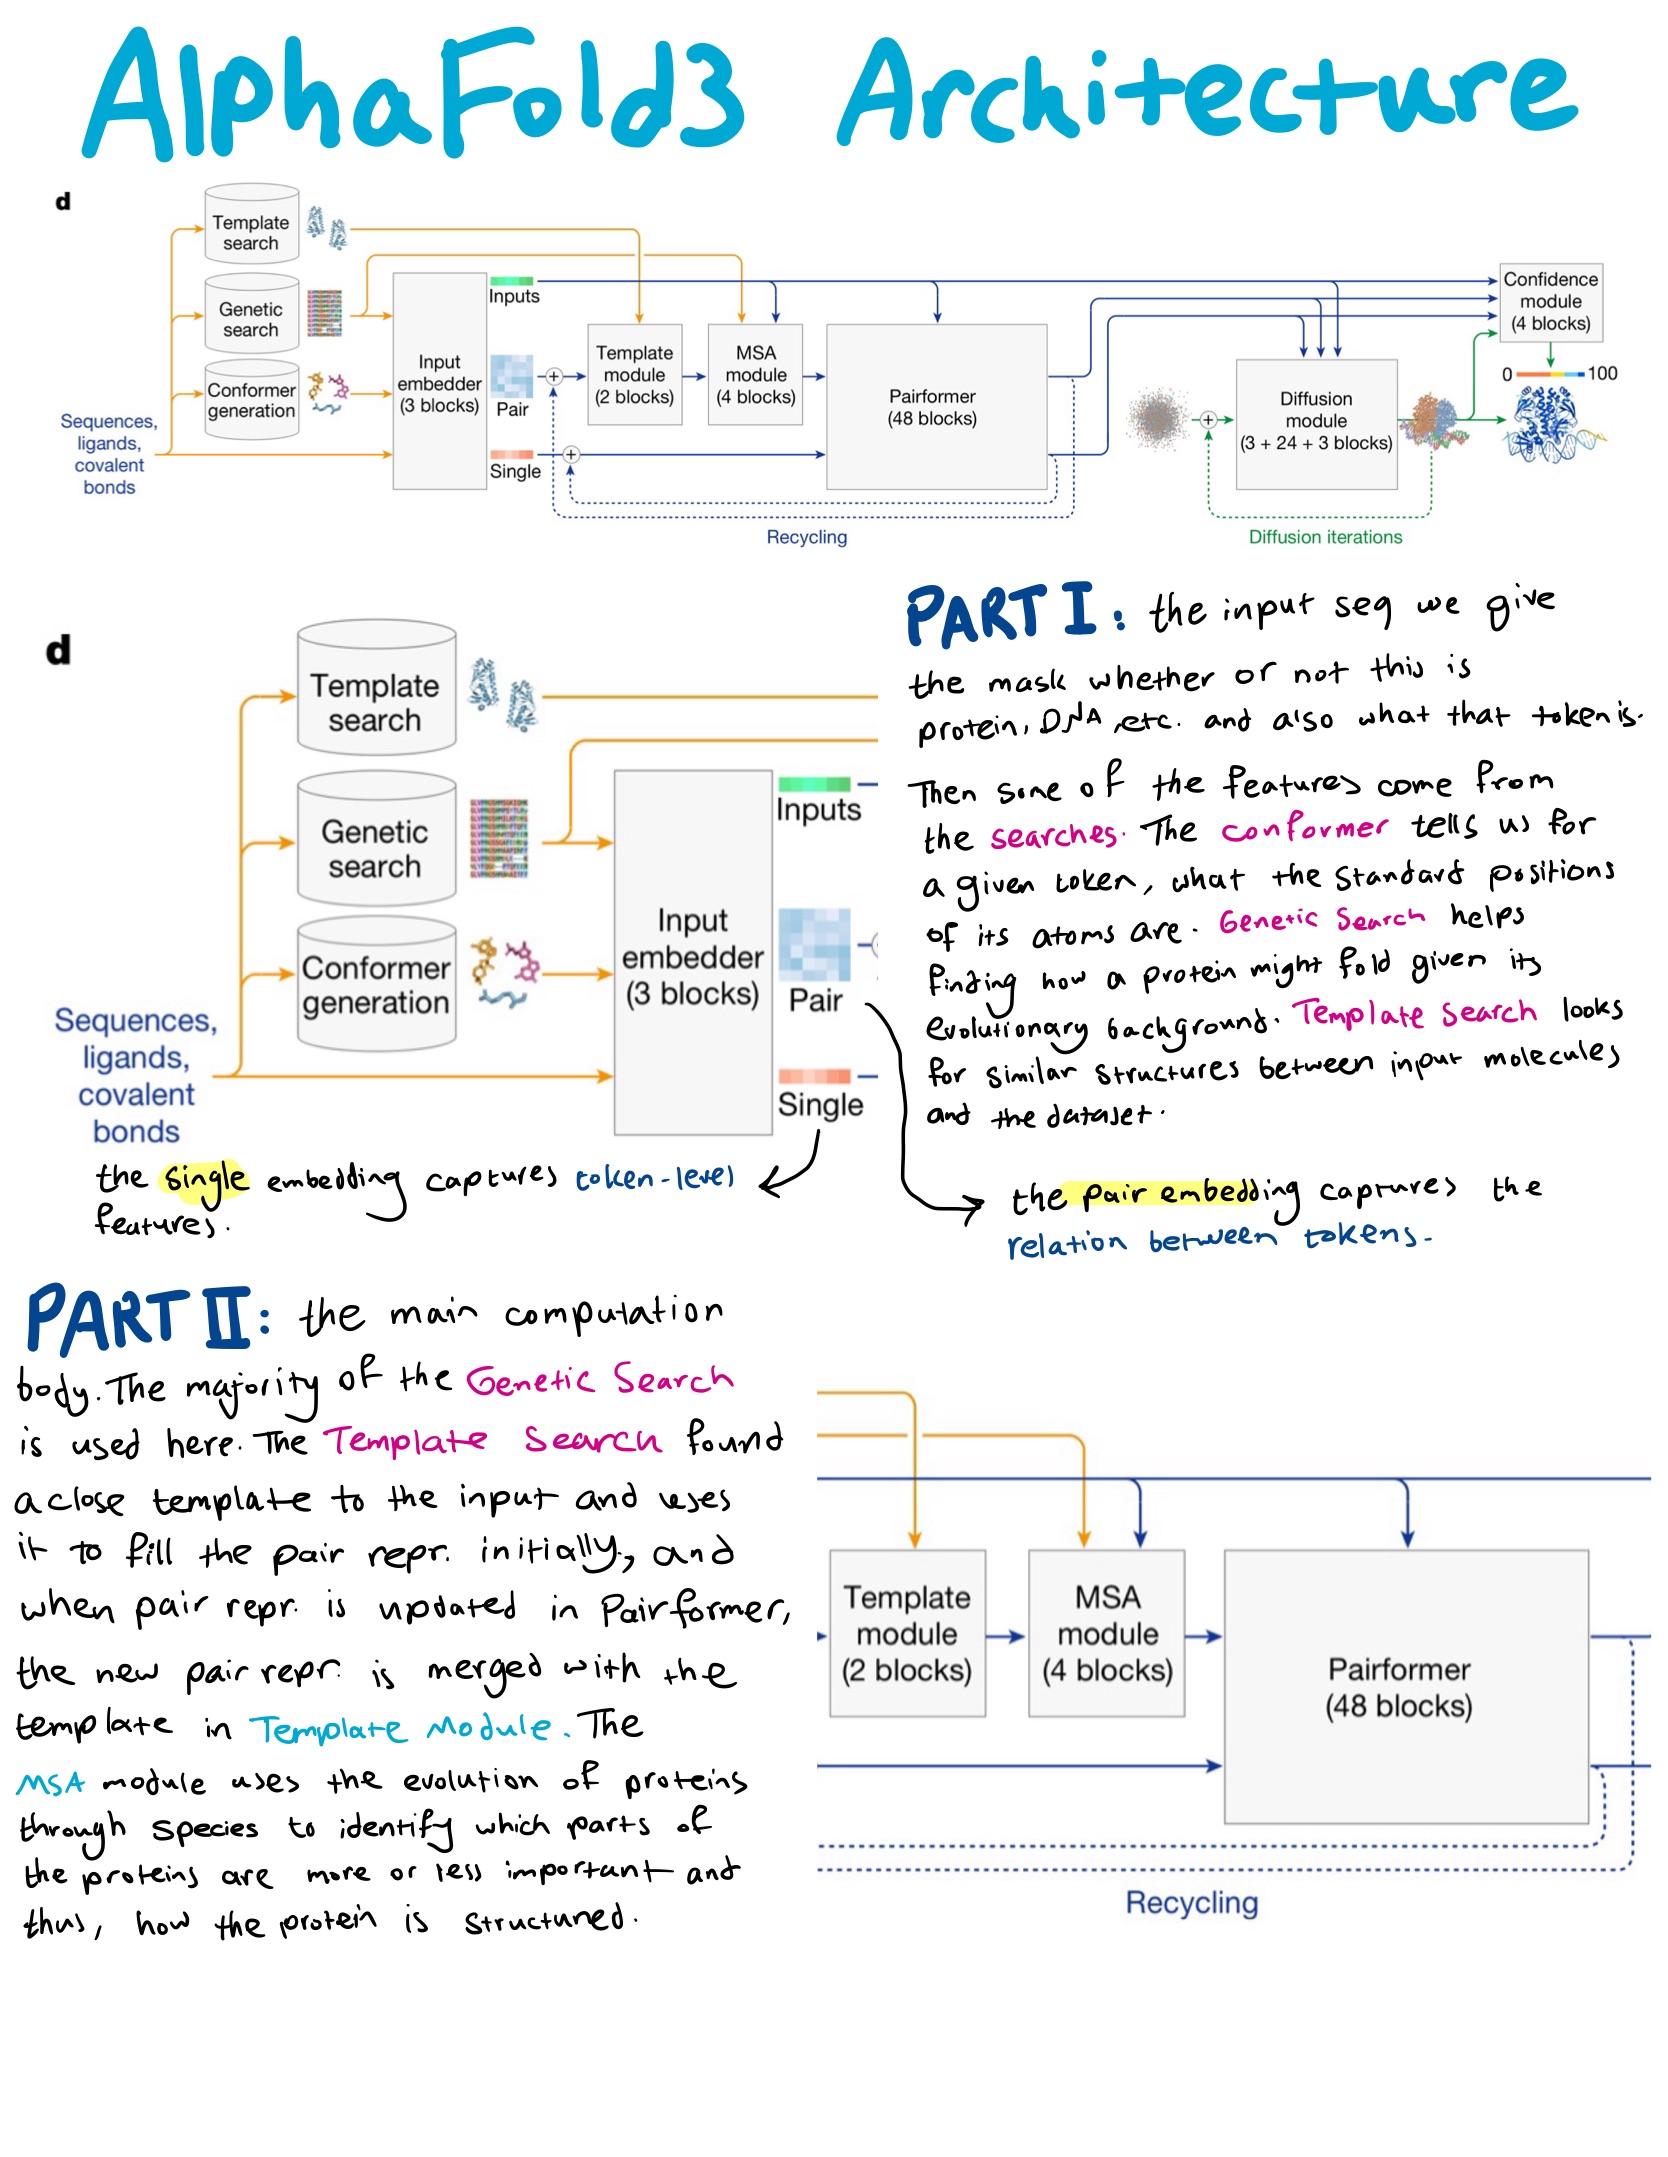 AlphaFold3 Architecture
d
Template
search
Genetic
search
Conformer
generation
Sequences,
ligands,
covalent
bonds
Input
embedder
(3 blocks)
Inputs
Pair
Single
Template
module
(2 blocks)
MSA
module
(4 blocks)
Pairformer
(48 blocks)
Recycling
Diffusion
module
(3 + 24 + 3 blocks)
Diffusion iterations
Confidence
module
(4 blocks)
0
100
d
Template
search
Genetic
search
Conformer
generation
Sequences,
ligands,
covalent
bonds
Input
embedder
(3 blocks)
Inputs
Pair
Single
PART I: the input seq we give
the mask whether or not this is
protein, DNA, etc. and also what that token is.
Then some of the features come from
the searches. The conformer tells us for
a given token, what the standard positions
of its atoms are. Genetic Search helps
finding how a protein might fold given its
evolutionary background. Template Search looks
for similar structures between input molecules
and the dataset.
the single embedding captures token-level
features.
the pair embedding captures the
relation between tokens.
PART II: the main computation
body. The majority of the Genetic Search
is used here. The Template Search found
a close template to the input and uses
it to fill the pair repr. initially, and
when pair repr. is updated in Pairformer,
the new pair repr. is merged with the
template in Template Module. The
MSA module uses the evolution of proteins
through species to identify which parts of
the proteins are more or less important and
thus, how the protein is structured.
Template
module
(2 blocks)
MSA
module
(4 blocks)
Pairformer
(48 blocks)
Recycling